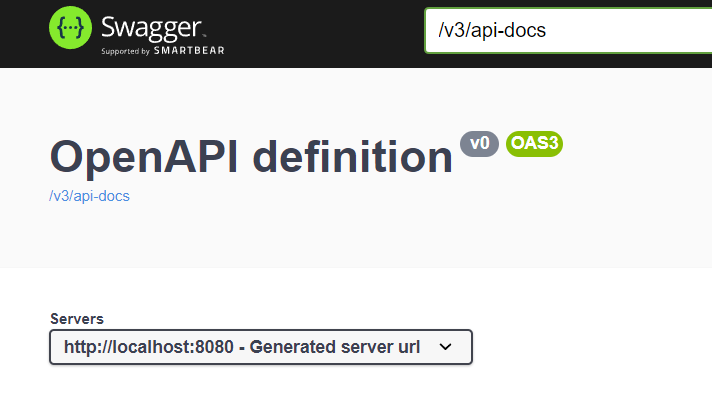 Swagger
Supported by SMARTBEAR
/v3/api-docs
OpenAPI definition v0 OAS3
/v3/api-docs
Servers
http://localhost:8080 - Generated server url